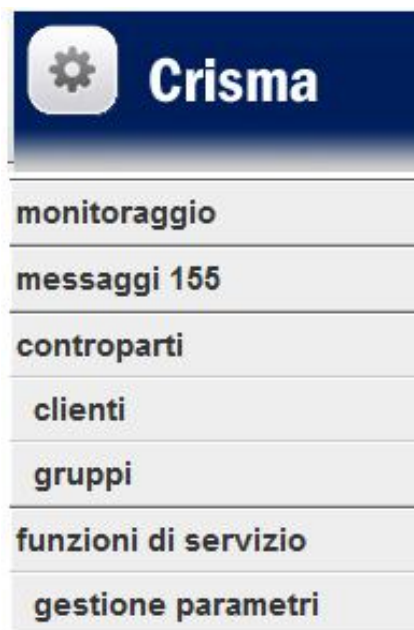 Crisma
monitoraggio
messaggi 155
controparti
clienti
gruppi
funzioni di servizio
gestione parametri